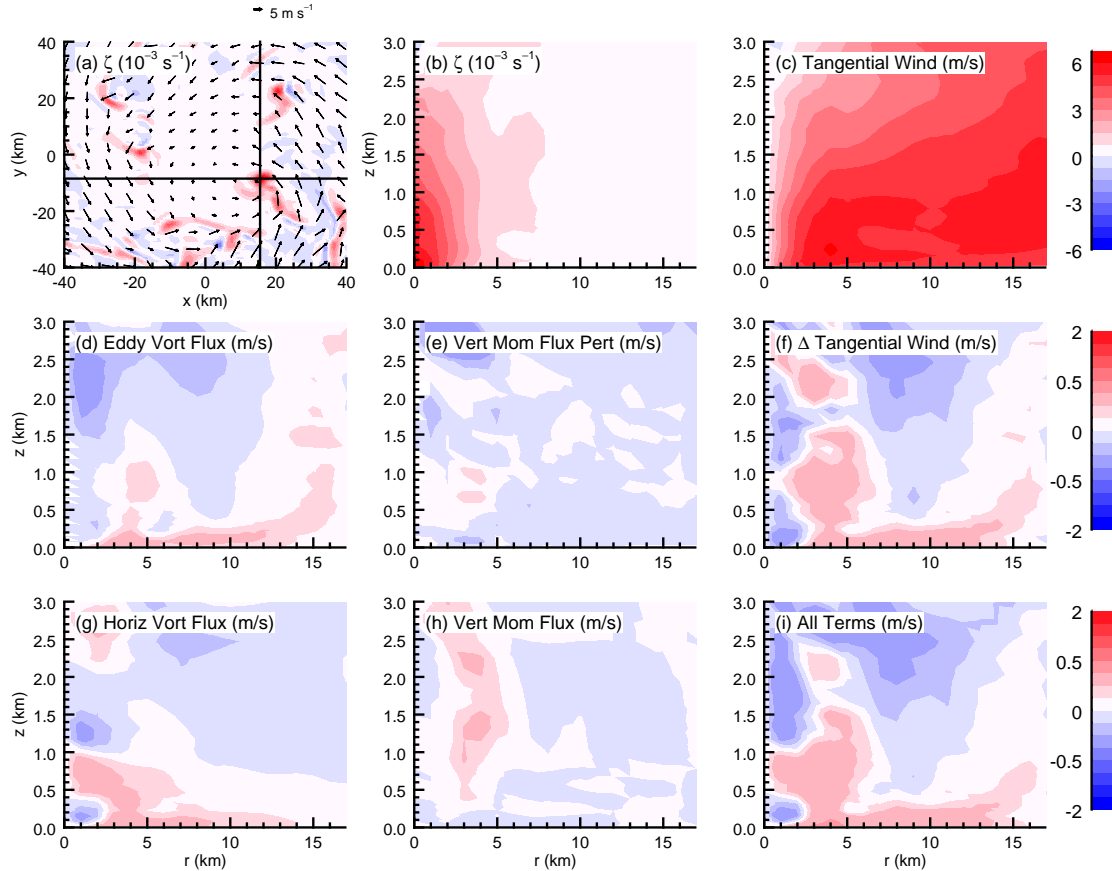 5 m s⁻¹
(a) ζ (10⁻³ s⁻¹)
(b) ζ (10⁻³ s⁻¹)
(c) Tangential Wind (m/s)
40
20
0
-20
-40
y (km)
-40 -20 0 20 40
x (km)
3.0
2.5
2.0
1.5
1.0
0.5
0.0
z (km)
0 5 10 15
3.0
2.5
2.0
1.5
1.0
0.5
0.0
0 5 10 15
6
3
0
-3
-6
(d) Eddy Vort Flux (m/s)
(e) Vert Mom Flux Pert (m/s)
(f) Δ Tangential Wind (m/s)
3.0
2.5
2.0
1.5
1.0
0.5
0.0
z (km)
0 5 10 15
3.0
2.5
2.0
1.5
1.0
0.5
0.0
0 5 10 15
3.0
2.5
2.0
1.5
1.0
0.5
0.0
0 5 10 15
2
0.5
0
-0.5
-2
(g) Horiz Vort Flux (m/s)
(h) Vert Mom Flux (m/s)
(i) All Terms (m/s)
3.0
2.5
2.0
1.5
1.0
0.5
0.0
z (km)
0 5 10 15
r (km)
3.0
2.5
2.0
1.5
1.0
0.5
0.0
0 5 10 15
r (km)
3.0
2.5
2.0
1.5
1.0
0.5
0.0
0 5 10 15
r (km)
2
0.5
0
-0.5
-2